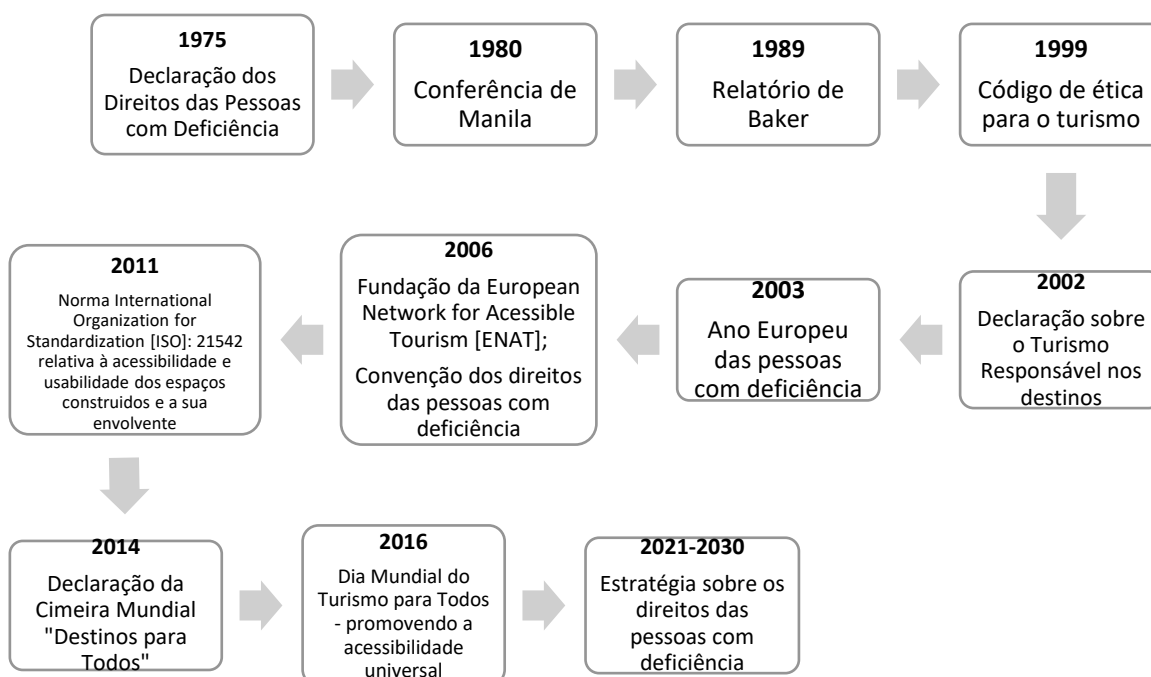 1975
Declaração dos
Direitos das Pessoas
com Deficiência
1980
Conferência de
Manila
1989
Relatório de
Baker
1999
Código de ética
para o turismo
2002
Declaração sobre
o Turismo
Responsável nos
destinos
2003
Ano Europeu
das pessoas
com deficiência
2006
Fundação da European
Network for Acessible
Tourism [ENAT];
Convenção dos direitos
das pessoas com
deficiência
2011
Norma International
Organization for
Standardization [ISO]: 21542
relativa à acessibilidade e
usabilidade dos espaços
construidos e a sua
envolvente
2014
Declaração da
Cimeira Mundial
"Destinos para
Todos"
2016
Dia Mundial do
Turismo para Todos
- promovendo a
acessibilidade
universal
2021-2030
Estratégia sobre os
direitos das
pessoas com
deficiência